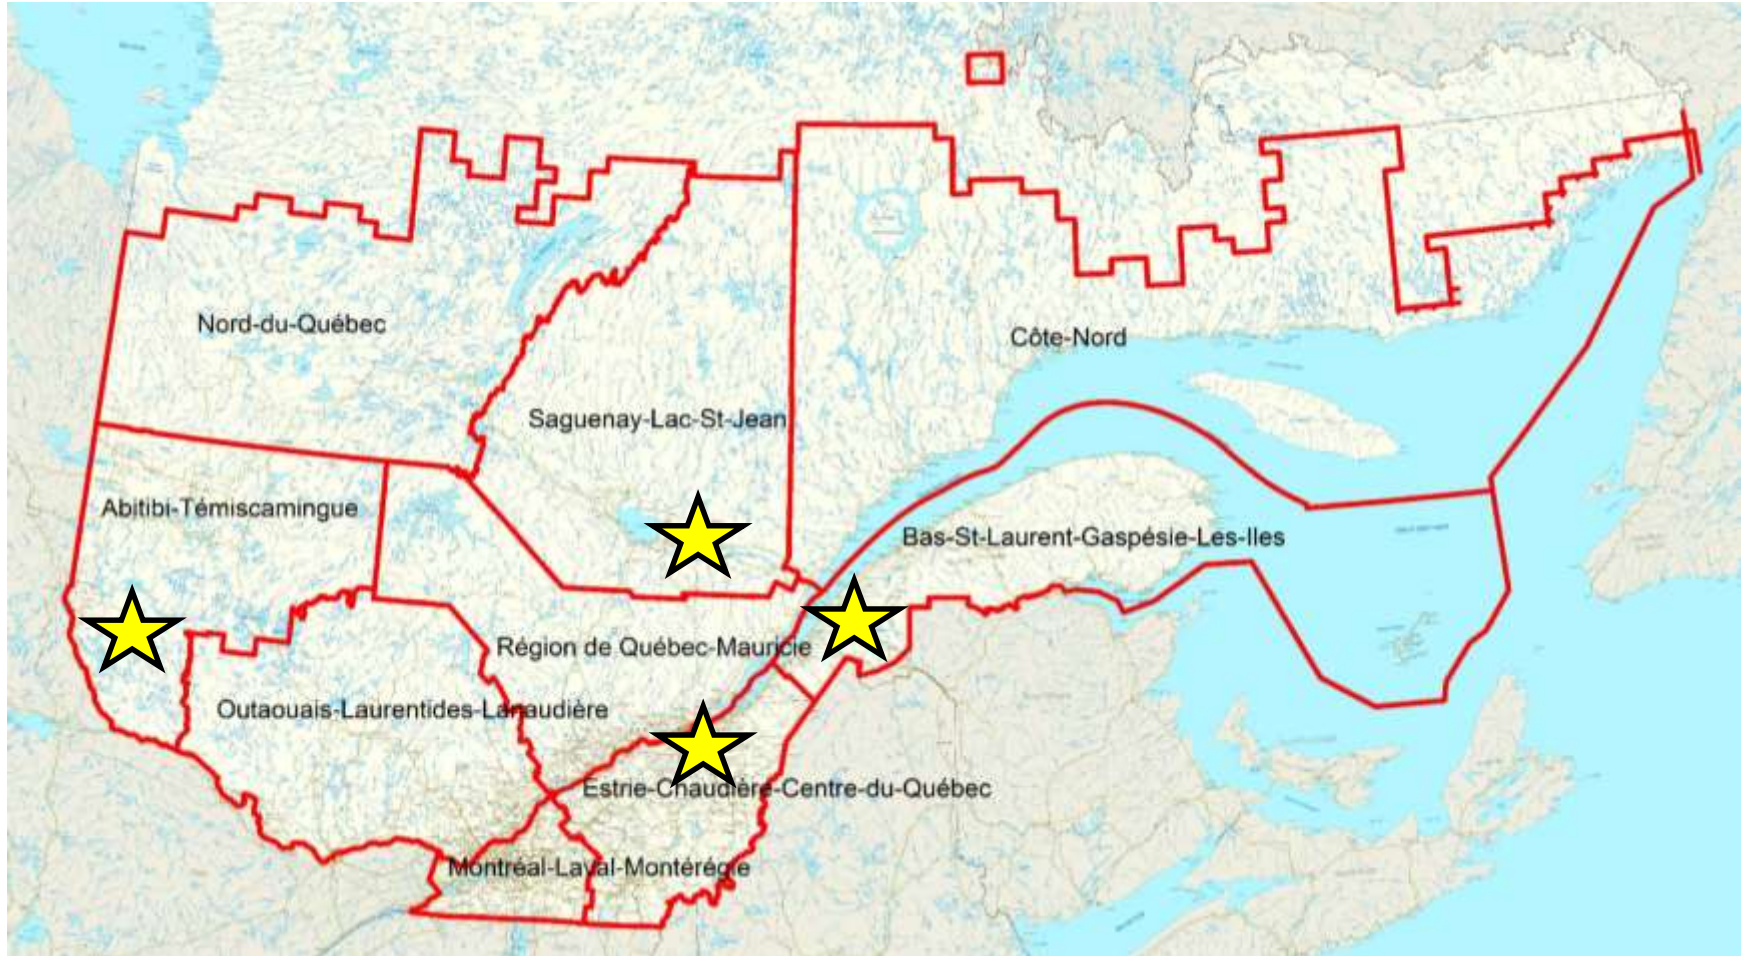 Nord-du-Québec
Côte-Nord
Saguenay-Lac-St-Jean
Abitibi-Témiscamingue
Bas-St-Laurent-Gaspésie-Les-Iles
Région de Québec-Mauricie
Outaouais-Laurentides-Lanaudière
Estrie-Chaudière-Centre-du-Québec
Montréal-Laval-Montérégie